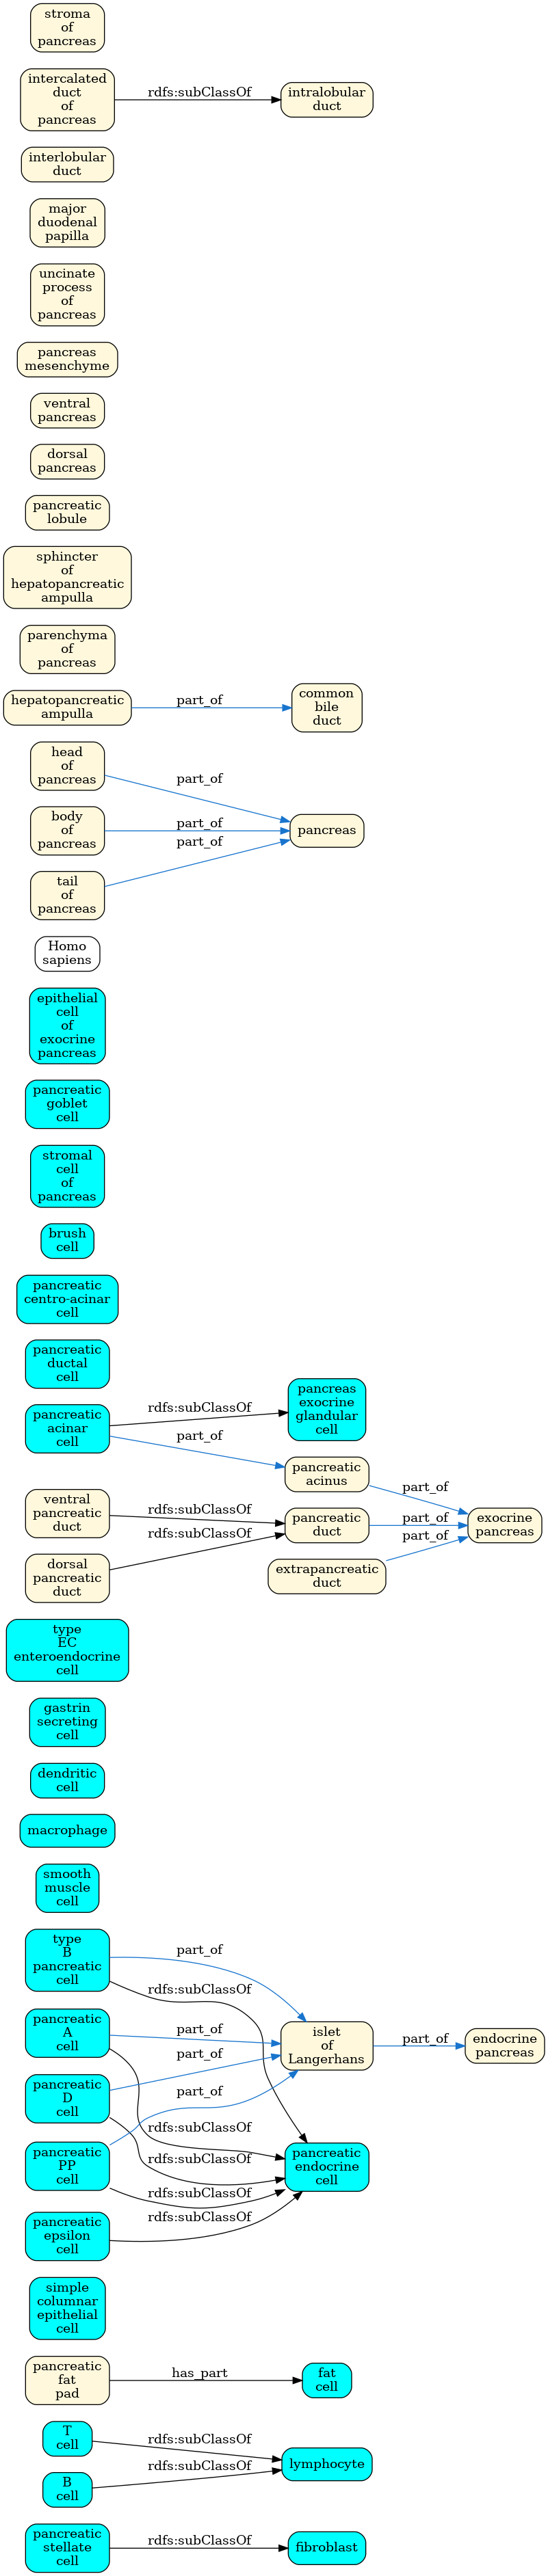 stroma
of
pancreas
intercalated
duct
of
pancreas
rdfs:subClassOf
intralobular
duct
interlobular
duct
major
duodenal
papilla
uncinate
process
of
pancreas
pancreas
mesenchyme
ventral
pancreas
dorsal
pancreas
pancreatic
lobule
sphincter
of
hepatopancreatic
ampulla
parenchyma
of
pancreas
hepatopancreatic
ampulla
part_of
common
bile
duct
head
of
pancreas
part_of
body
of
pancreas
part_of
pancreas
part_of
tail
of
pancreas
Homo
sapiens
epithelial
cell
of
exocrine
pancreas
pancreatic
goblet
cell
stromal
cell
of
pancreas
brush
cell
pancreatic
centro-acinar
cell
pancreatic
ductal
cell
pancreatic
acinar
cell
rdfs:subClassOf
pancreas
exocrine
glandular
cell
part_of
pancreatic
acinus
part_of
ventral
pancreatic
duct
rdfs:subClassOf
pancreatic
duct
part_of
exocrine
pancreas
rdfs:subClassOf
part_of
dorsal
pancreatic
duct
extrapancreatic
duct
type
EC
enteroendocrine
cell
gastrin
secreting
cell
dendritic
cell
macrophage
smooth
muscle
cell
type
B
pancreatic
cell
part_of
rdfs:subClassOf
pancreatic
A
cell
part_of
islet
of
Langerhans
part_of
endocrine
pancreas
part_of
pancreatic
D
cell
part_of
rdfs:subClassOf
pancreatic
PP
cell
rdfs:subClassOf
pancreatic
endocrine
cell
rdfs:subClassOf
pancreatic
epsilon
cell
rdfs:subClassOf
simple
columnar
epithelial
cell
pancreatic
fat
pad
has_part
fat
cell
T
cell
rdfs:subClassOf
lymphocyte
rdfs:subClassOf
B
cell
pancreatic
stellate
cell
rdfs:subClassOf
fibroblast